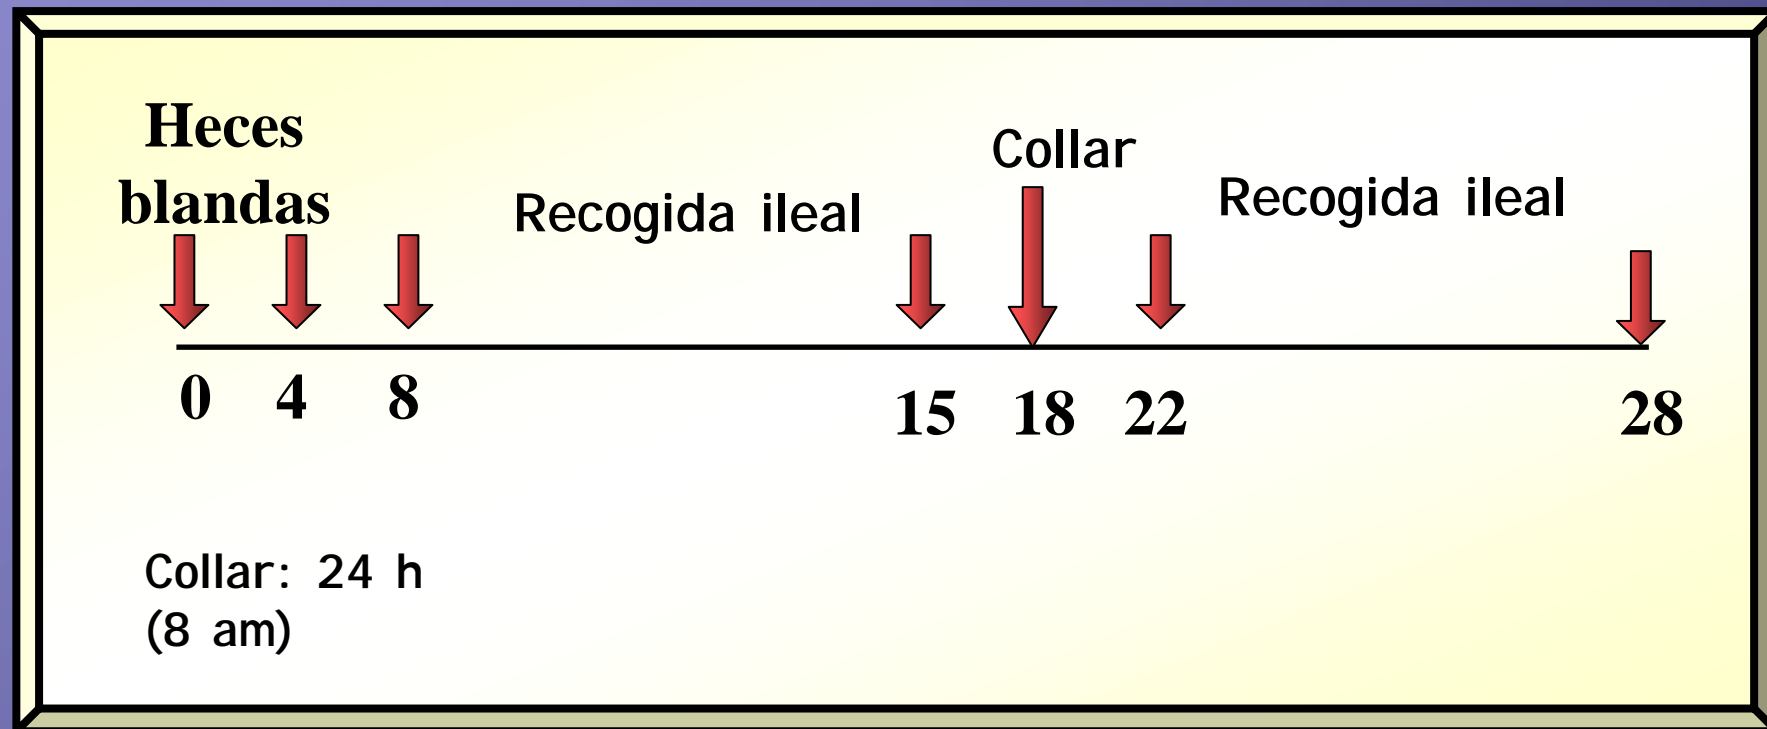 Heces
blandas
Recogida ileal
Collar
Recogida ileal
0 4 8 15 18 22 28
Collar: 24 h
(8 am)